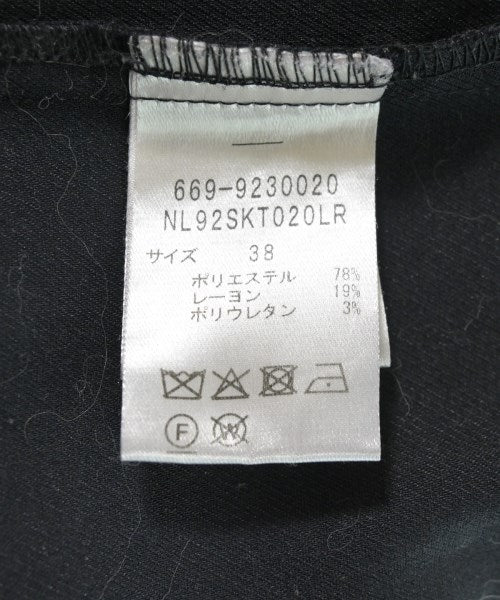 669-9230020
NL92SKT020LR
サイズ 38
ポリエステル 78%
レーヨン 19%
ポリウレタン 3%
F W